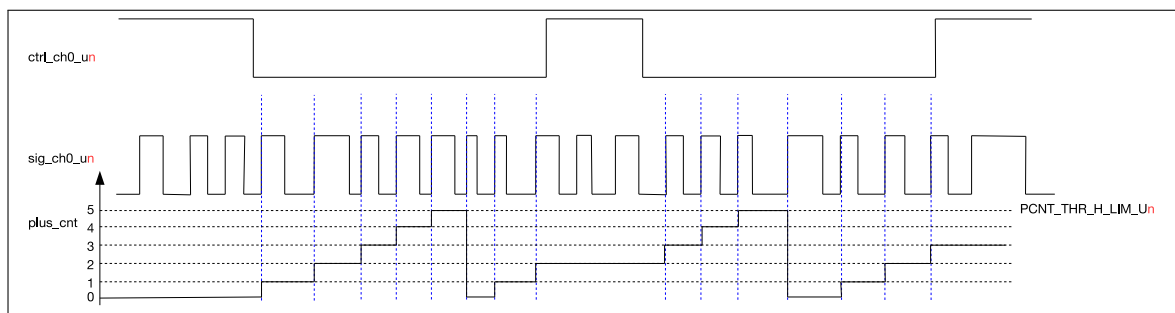 ctrl_ch0_un
sig_ch0_un
5
PCNT_THR_H_LIM_Un
plus_cnt
4
3
2
1
0